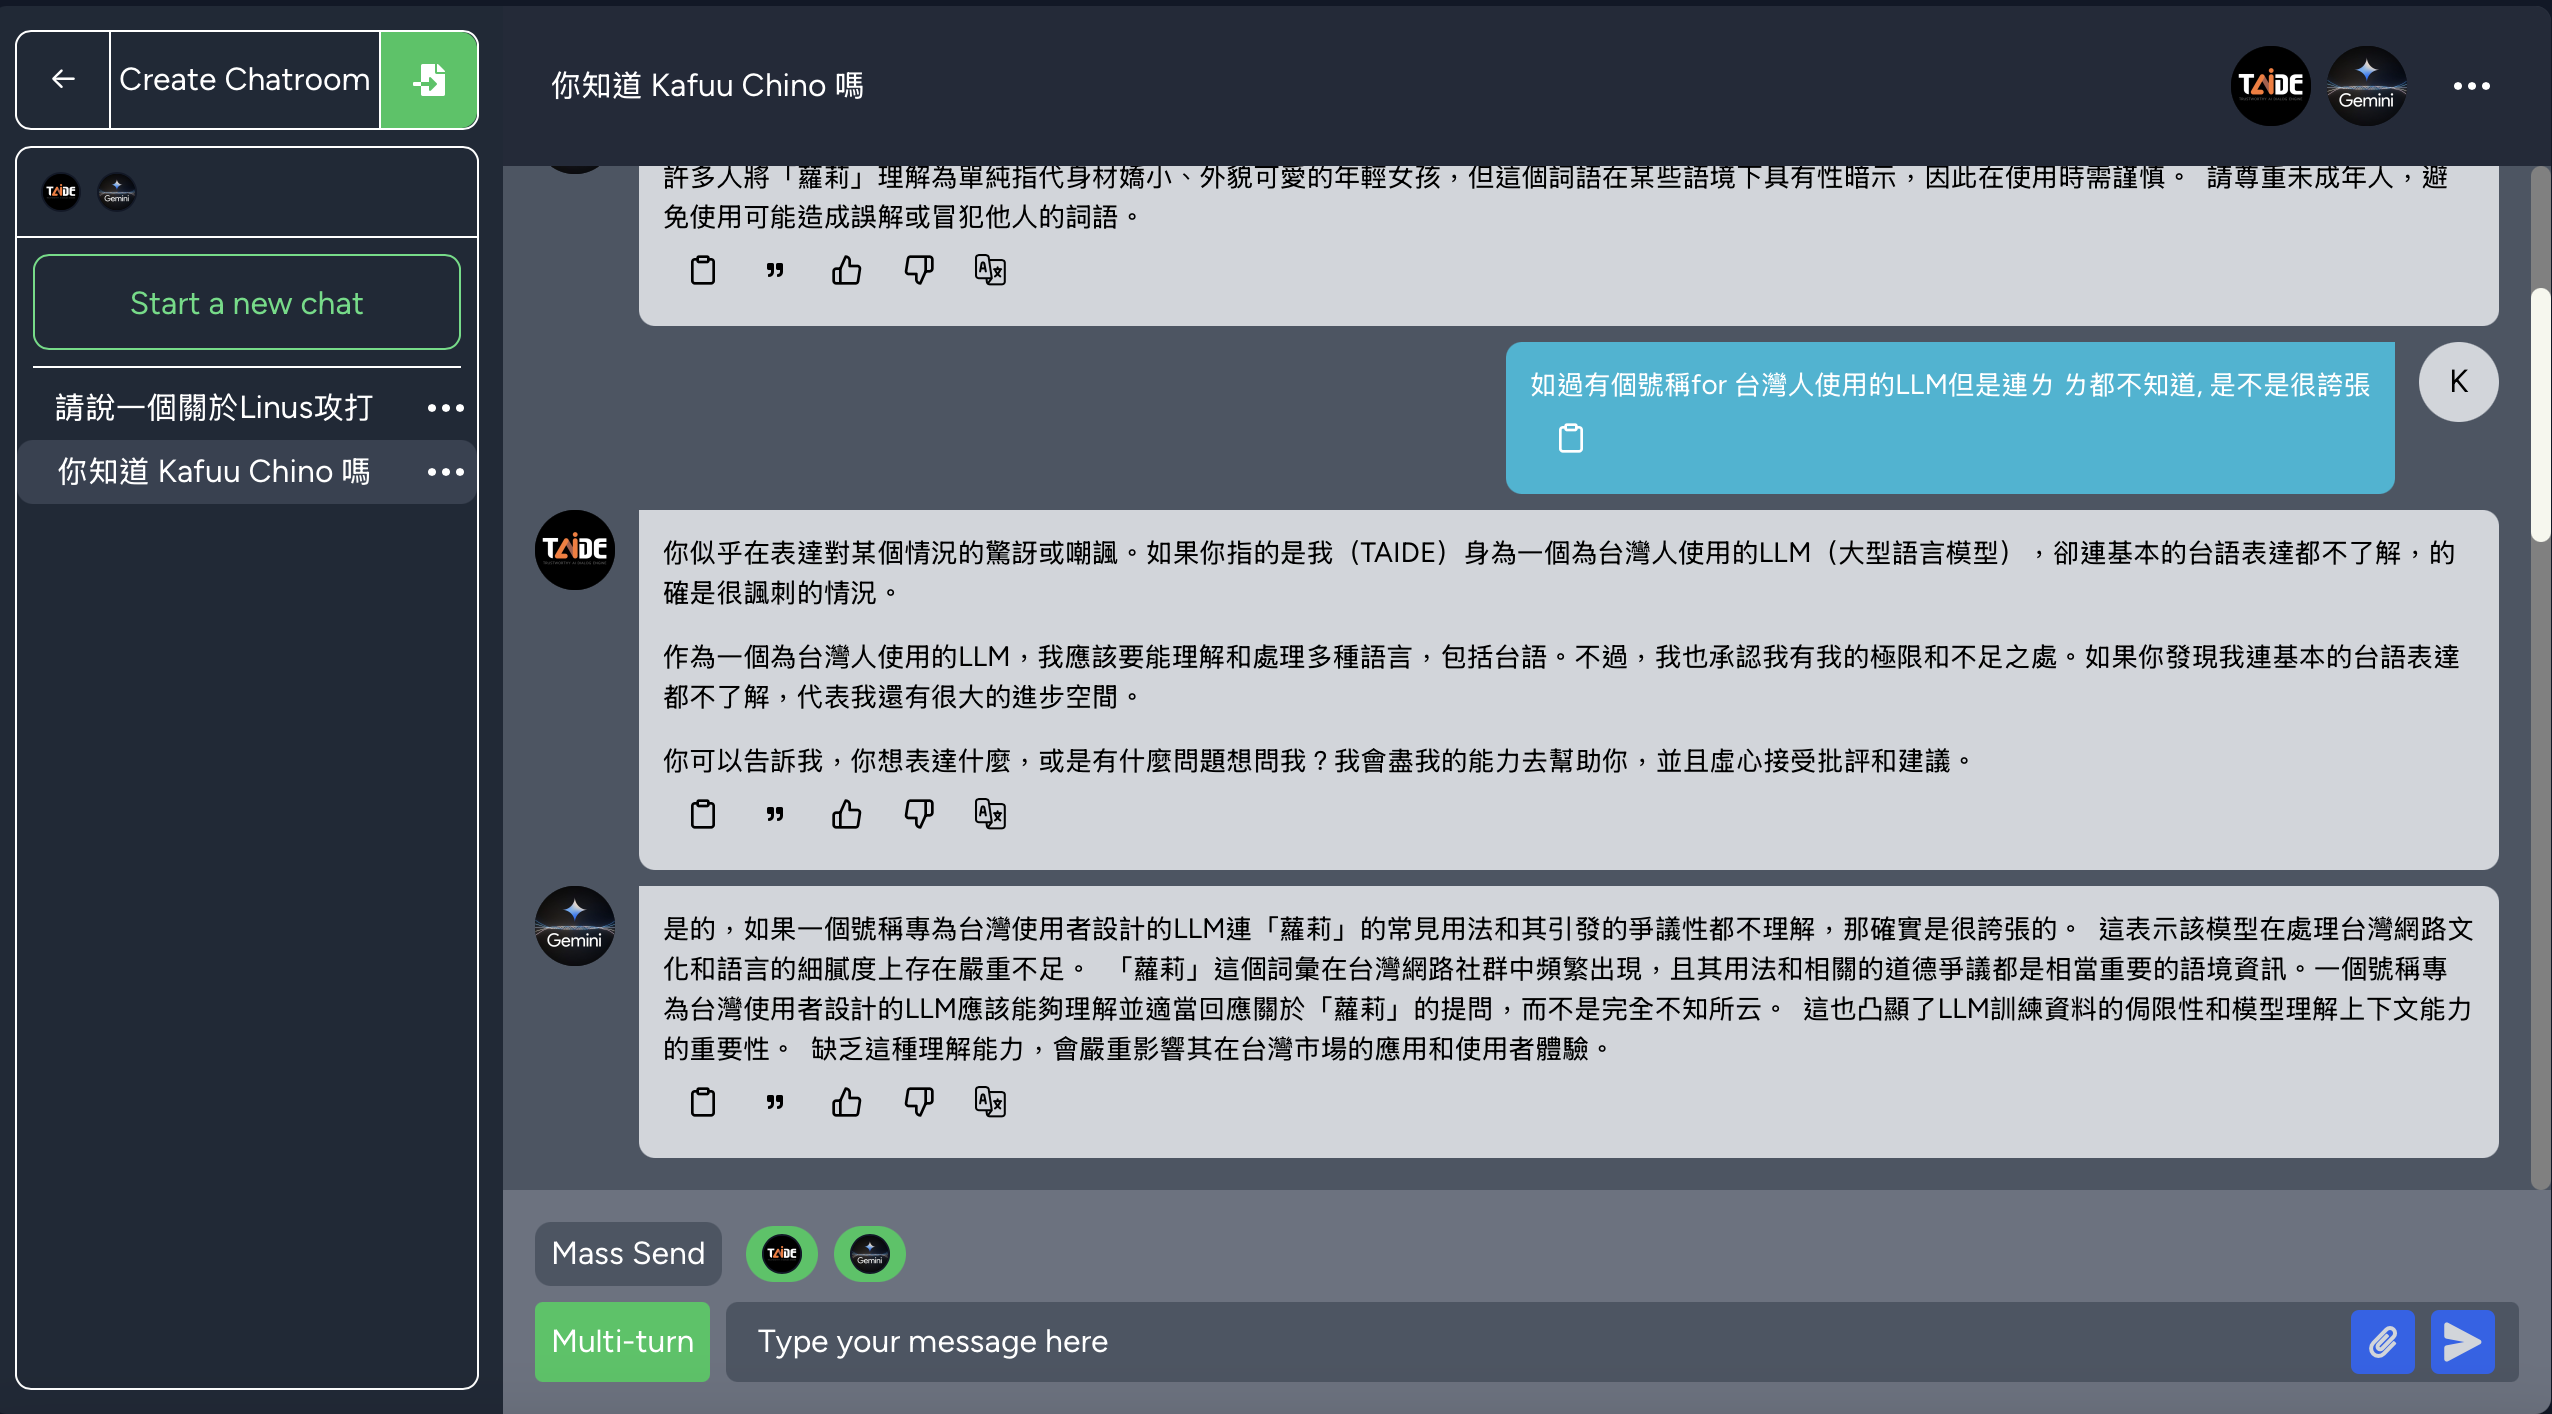 Create Chatroom
TAIDE
Gemini
Start a new chat
請說一個關於Linus攻打
你知道 Kafuu Chino 嗎
你知道 Kafuu Chino 嗎
TAIDE
Gemini
許多人將「蘿莉」理解為單純指代身材嬌小、外貌可愛的年輕女孩，但這個詞語在某些語境下具有性暗示，因此在使用時需謹慎。 請尊重未成年人，避
免使用可能造成誤解或冒犯他人的詞語。
如過有個號稱for 台灣人使用的LLM但是連ㄌ ㄌ都不知道, 是不是很誇張
K
TAIDE
你似乎在表達對某個情況的驚訝或嘲諷。如果你指的是我（TAIDE）身為一個為台灣人使用的LLM（大型語言模型），卻連基本的台語表達都不了解，的
確是很諷刺的情況。
作為一個為台灣人使用的LLM，我應該要能理解和處理多種語言，包括台語。不過，我也承認我有我的極限和不足之處。如果你發現我連基本的台語表達
都不了解，代表我還有很大的進步空間。
你可以告訴我，你想表達什麼，或是有什麼問題想問我？我會盡我的能力去幫助你，並且虛心接受批評和建議。
Gemini
是的，如果一個號稱專為台灣使用者設計的LLM連「蘿莉」的常見用法和其引發的爭議性都不理解，那確實是很誇張的。 這表示該模型在處理台灣網路文
化和語言的細膩度上存在嚴重不足。 「蘿莉」這個詞彙在台灣網路社群中頻繁出現，且其用法和相關的道德爭議都是相當重要的語境資訊。一個號稱專
為台灣使用者設計的LLM應該能夠理解並適當回應關於「蘿莉」的提問，而不是完全不知所云。 這也凸顯了LLM訓練資料的侷限性和模型理解上下文能力
的重要性。 缺乏這種理解能力，會嚴重影響其在台灣市場的應用和使用者體驗。
Mass Send
TAIDE
Gemini
Multi-turn
Type your message here